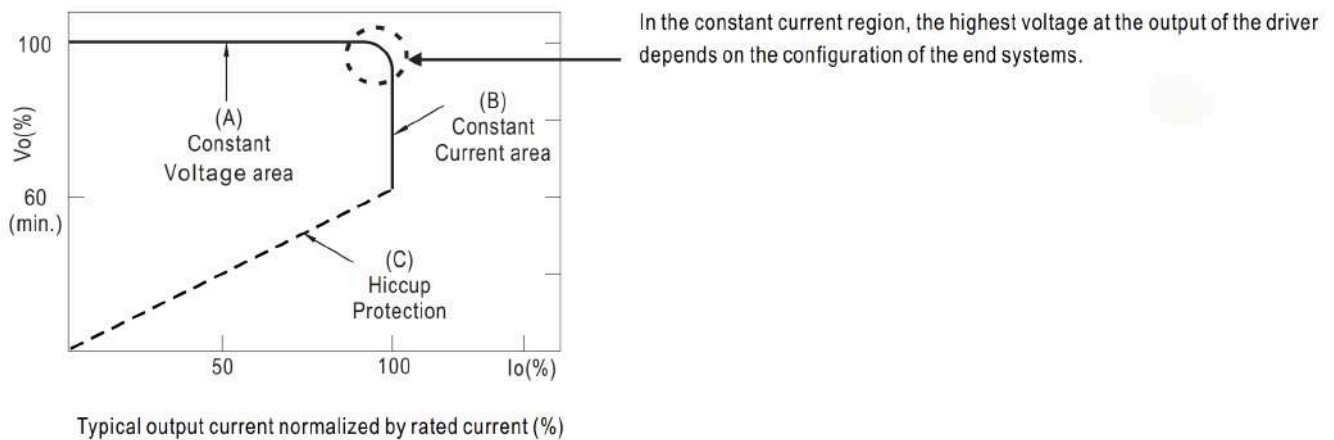 In the constant current region, the highest voltage at the output of the driver
depends on the configuration of the end systems.
100
Vo(%)
60
(min.)
(A)
Constant
Voltage area
(B)
Constant
Current area
(C)
Hiccup
Protection
50
100
Io(%)
Typical output current normalized by rated current (%)